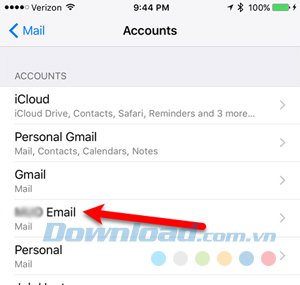 Verizon 9:44 PM 100%
Mail Accounts
ACCOUNTS
iCloud
iCloud Drive, Contacts, Safari, Reminders and 3 more...
Personal Gmail
Mail, Contacts, Calendars, Notes
Gmail
Mail
Email
Mail
Download.com.vn
Personal
Mail